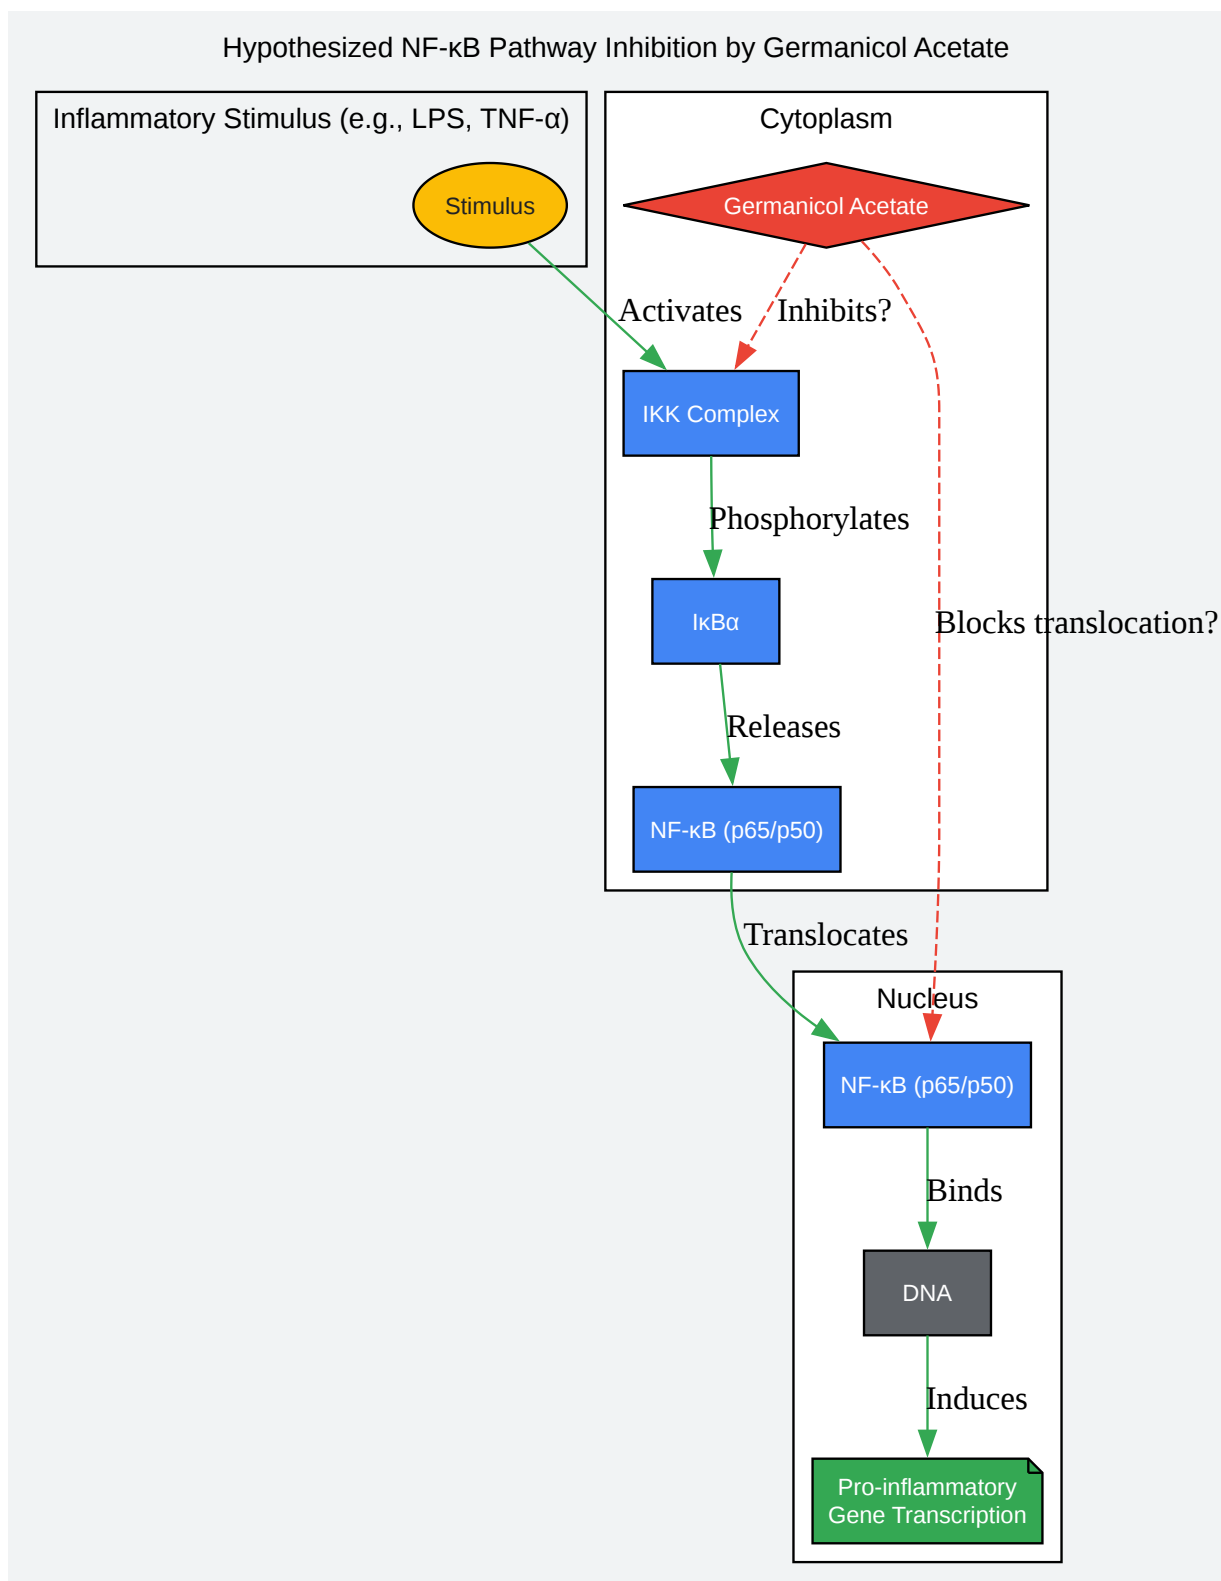 Hypothesized NF-κB Pathway Inhibition by Germanicol Acetate
Inflammatory Stimulus (e.g., LPS, TNF-α)
Cytoplasm
Stimulus
Germanicol Acetate
Activates
Inhibits?
IKK Complex
Phosphorylates
IκBα
Blocks translocation?
Releases
NF-κB (p65/p50)
Translocates
Nucleus
NF-κB (p65/p50)
Binds
DNA
Induces
Pro-inflammatory
Gene Transcription